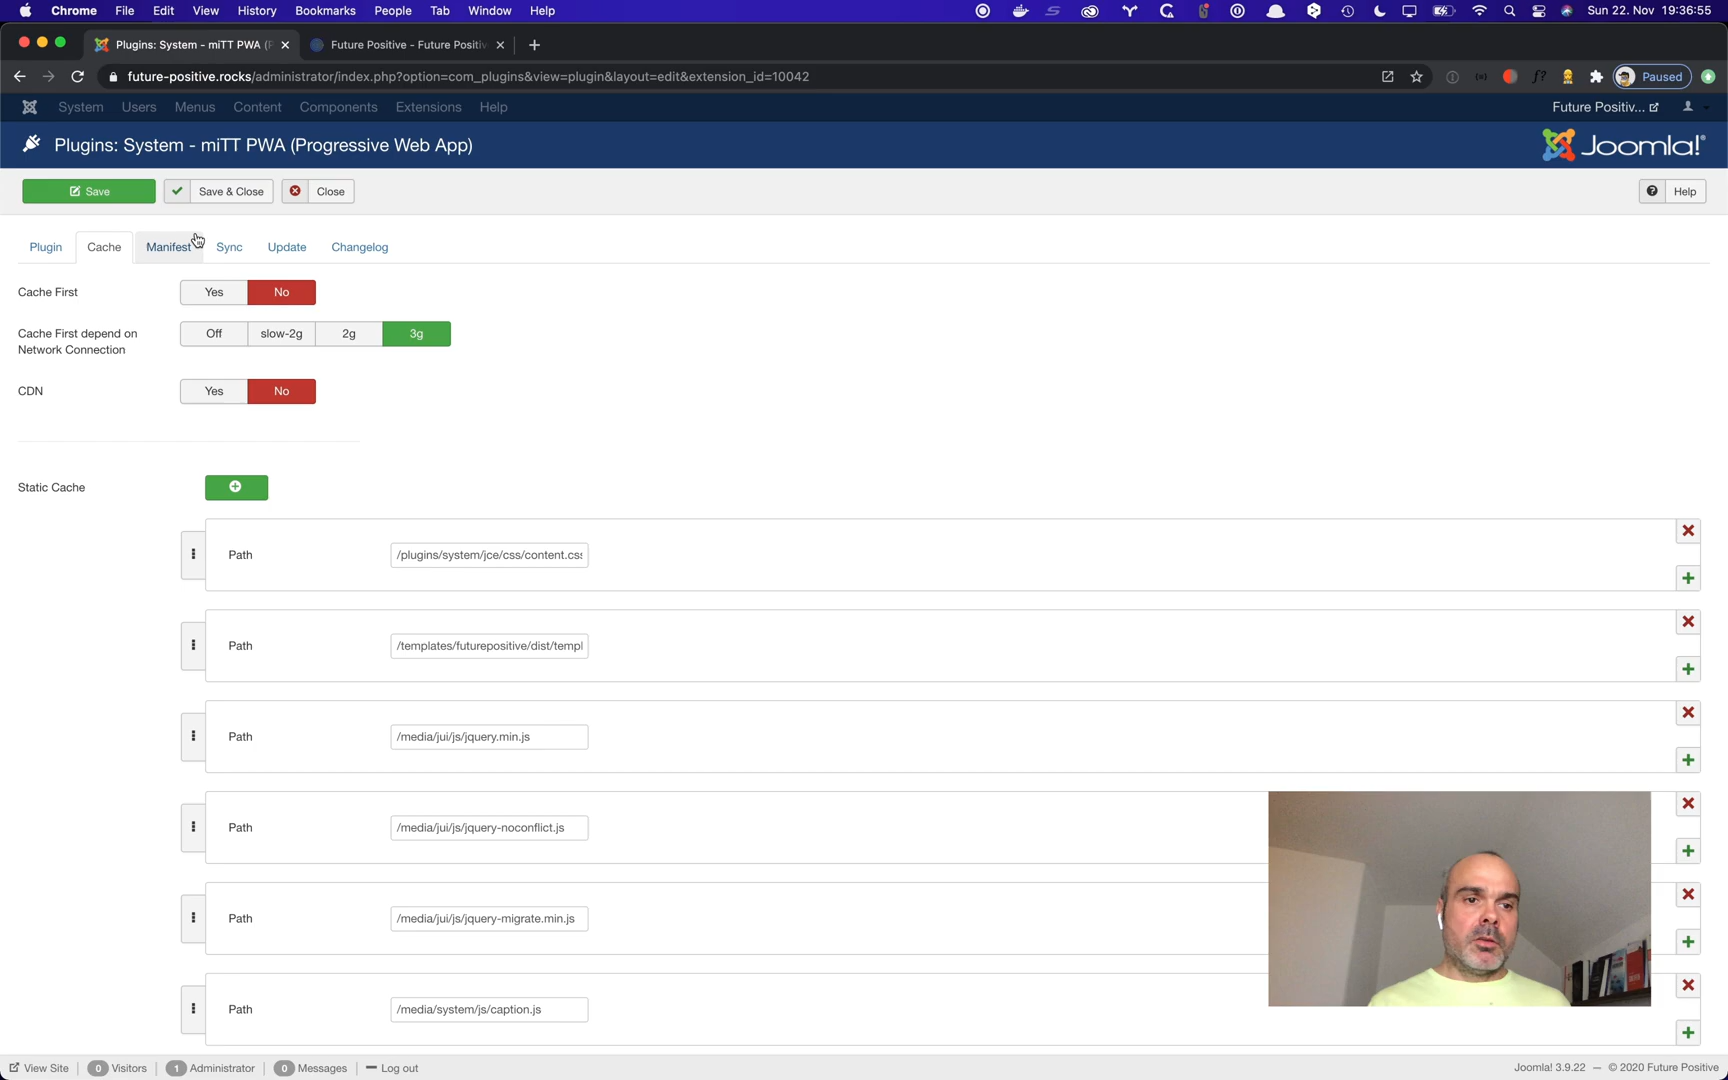 Chrome File Edit View History Bookmarks People Tab Window Help Sun 22. Nov 19:36:55
Plugins: System - miTT PWA (P Future Positive - Future Positiv
future-positive.rocks/administrator/index.php?option=com_plugins&view=plugin&layout=edit&extension_id=10042 Paused
System Users Menus Content Components Extensions Help Future Positiv...
Plugins: System - miTT PWA (Progressive Web App) Joomla!®
Save Save & Close Close Help
Plugin Cache Manifest Sync Update Changelog
Cache First Yes No
Cache First depend on
Network Connection Off slow-2g 2g 3g
CDN Yes No
Static Cache
Path /plugins/system/jce/css/content.css
Path /templates/futurepositive/dist/templ
Path /media/jui/js/jquery.min.js
Path /media/jui/js/jquery-noconflict.js
Path /media/jui/js/jquery-migrate.min.js
Path /media/system/js/caption.js
View Site 0 Visitors 1 Administrator 0 Messages Log out Joomla! 3.9.22 — © 2020 Future Positive